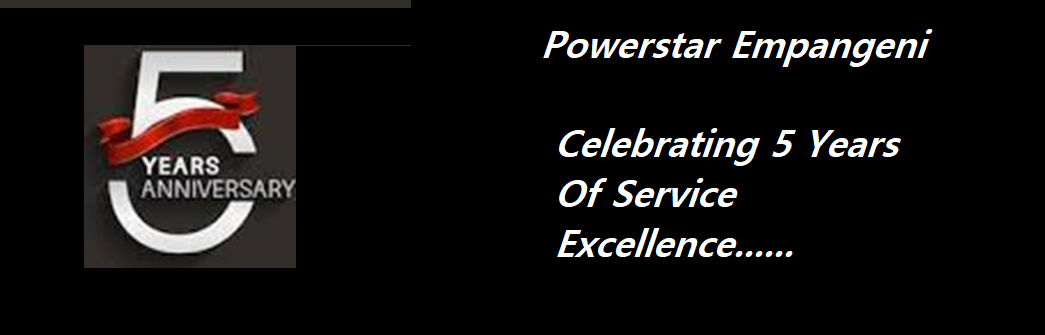 5
YEARS
ANNIVERSARY
Powerstar Empangeni
Celebrating 5 Years
Of Service
Excellence......